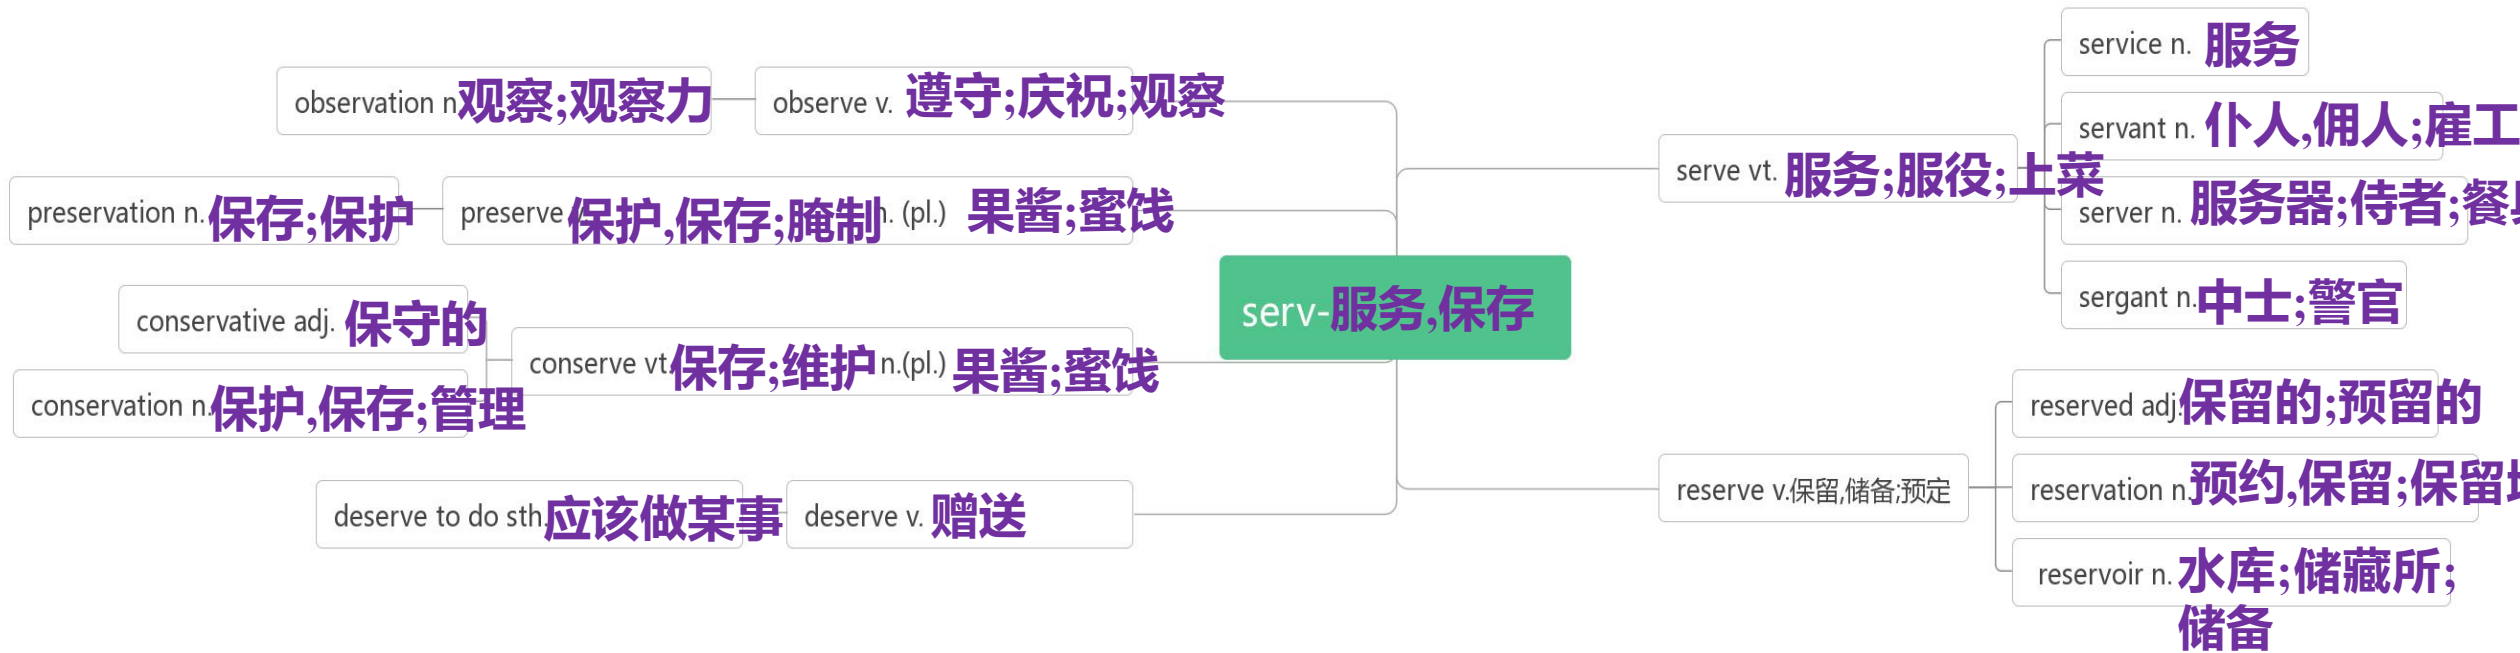 observation n.观察;观察力
observe v. 遵守;庆祝;观察
preservation n.保存;保护
preserve v.保护,保存;腌制n. (pl.) 果酱;蜜饯
conservative adj. 保守的
conservation n.保护,保存;管理
conserve vt.保存;维护n.(pl.) 果酱;蜜饯
deserve to do sth.应该做某事
deserve v. 赠送
serv-服务,保存
serve vt. 服务;服役;上菜
service n. 服务
servant n. 仆人,佣人;雇工
server n. 服务器;侍者;餐
sergant n.中士;警官
reserve v.保留,储备;预定
reserved adj.保留的;预留的
reservation n.预约,保留;保留
reservoir n. 水库;储藏所;
储备